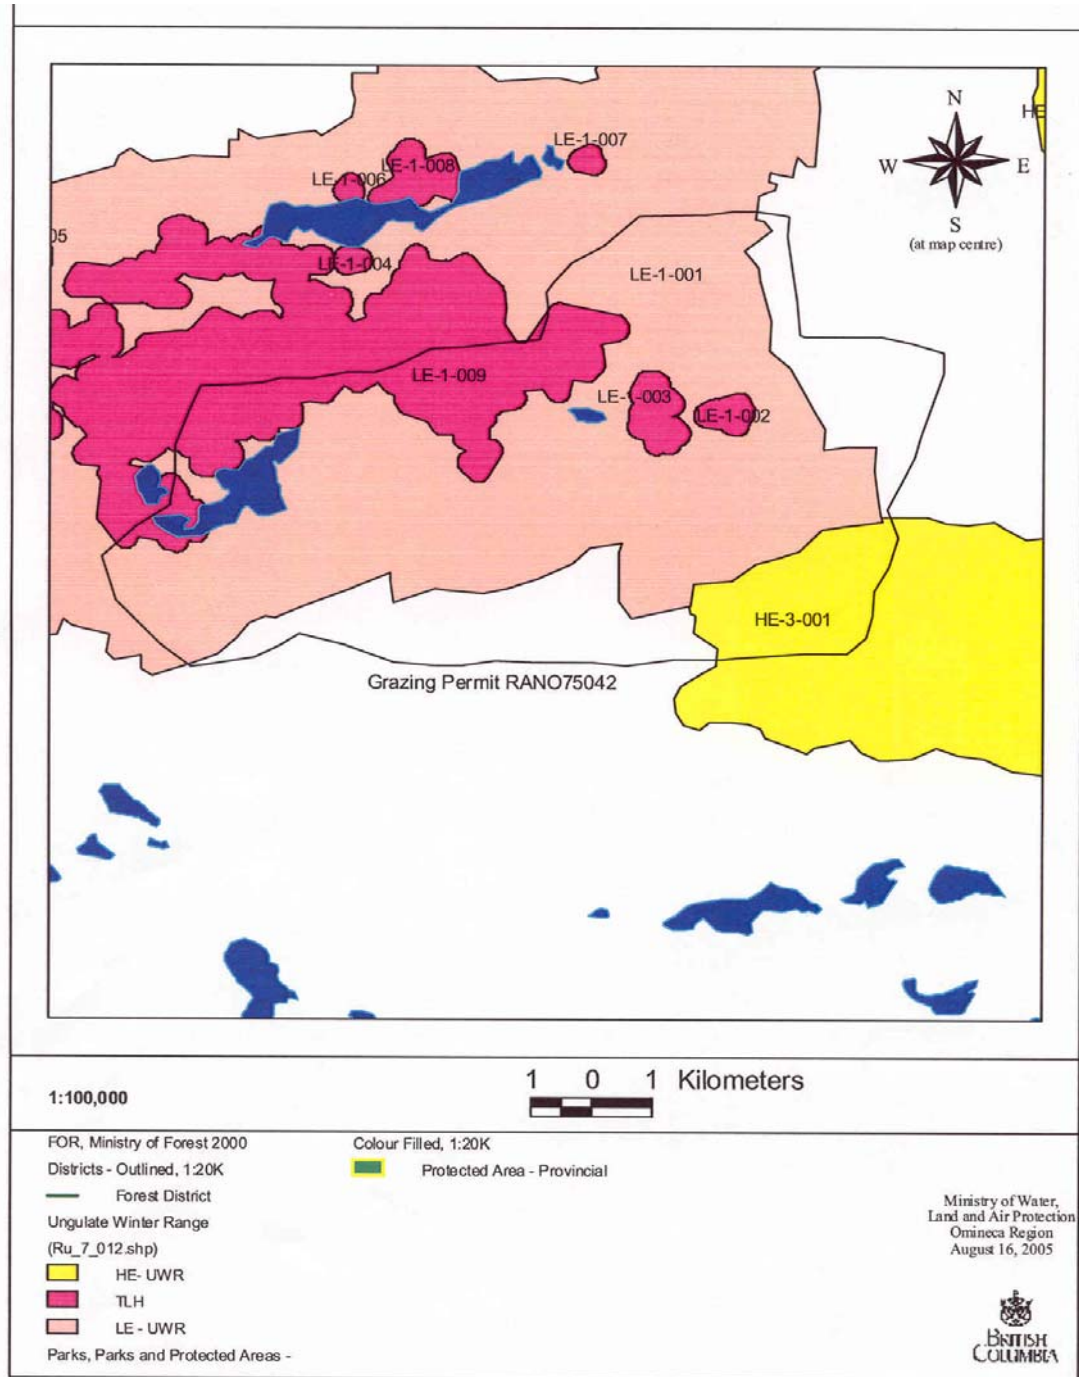 N
W
E
S
(at map centre)
HE
LE-1-007
LE-1-008
LE-1-006
05
LE-1-004
LE-1-001
LE-1-009
LE-1-003
LE-1-002
HE-3-001
Grazing Permit RANO75042
1:100,000
1 0 1 Kilometers
FOR, Ministry of Forest 2000
Districts - Outlined, 1:20K
Forest District
Ungulate Winter Range
(Ru_7_012.shp)
HE- UWR
TLH
LE - UWR
Parks, Parks and Protected Areas -
Colour Filled, 1:20K
Protected Area - Provincial
Ministry of Water,
Land and Air Protection
Omineca Region
August 16, 2005
BRITISH
COLUMBIA